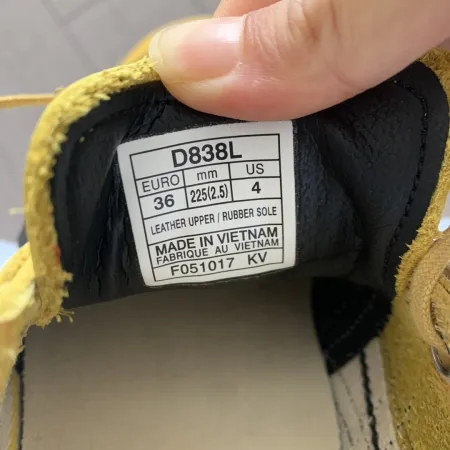 D838L
EURO mm US
36 225(2.5) 4
LEATHER UPPER / RUBBER SOLE
MADE IN VIETNAM
FABRIQUE AU VIETNAM
F051017 KV